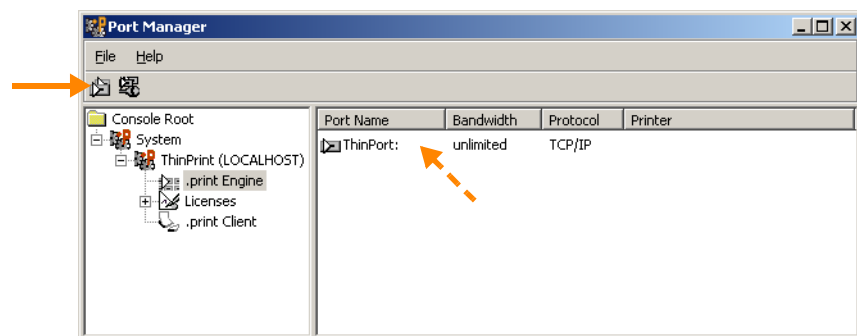 Port Manager
File Help
Console Root
System
ThinPrint (LOCALHOST)
.print Engine
Licenses
.print Client
Port Name Bandwidth Protocol Printer
ThinPort: unlimited TCP/IP